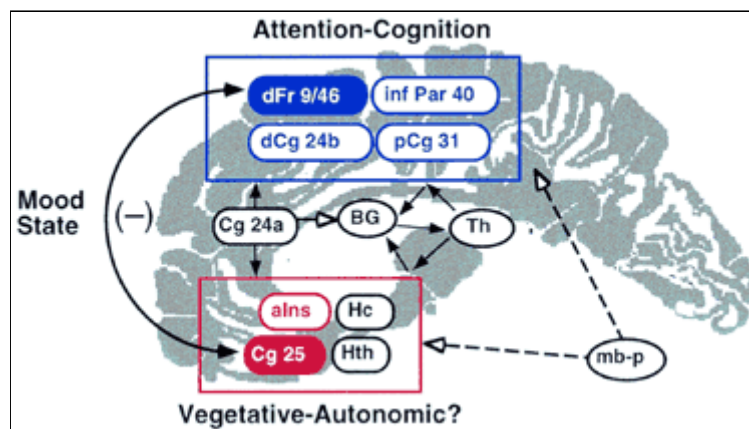 Attention-Cognition
dFr 9/46
inf Par 40
dCg 24b
pCg 31
Mood
State
(−)
Cg 24a
BG
Th
aIns
Hc
Cg 25
Hth
mb-p
Vegetative-Autonomic?